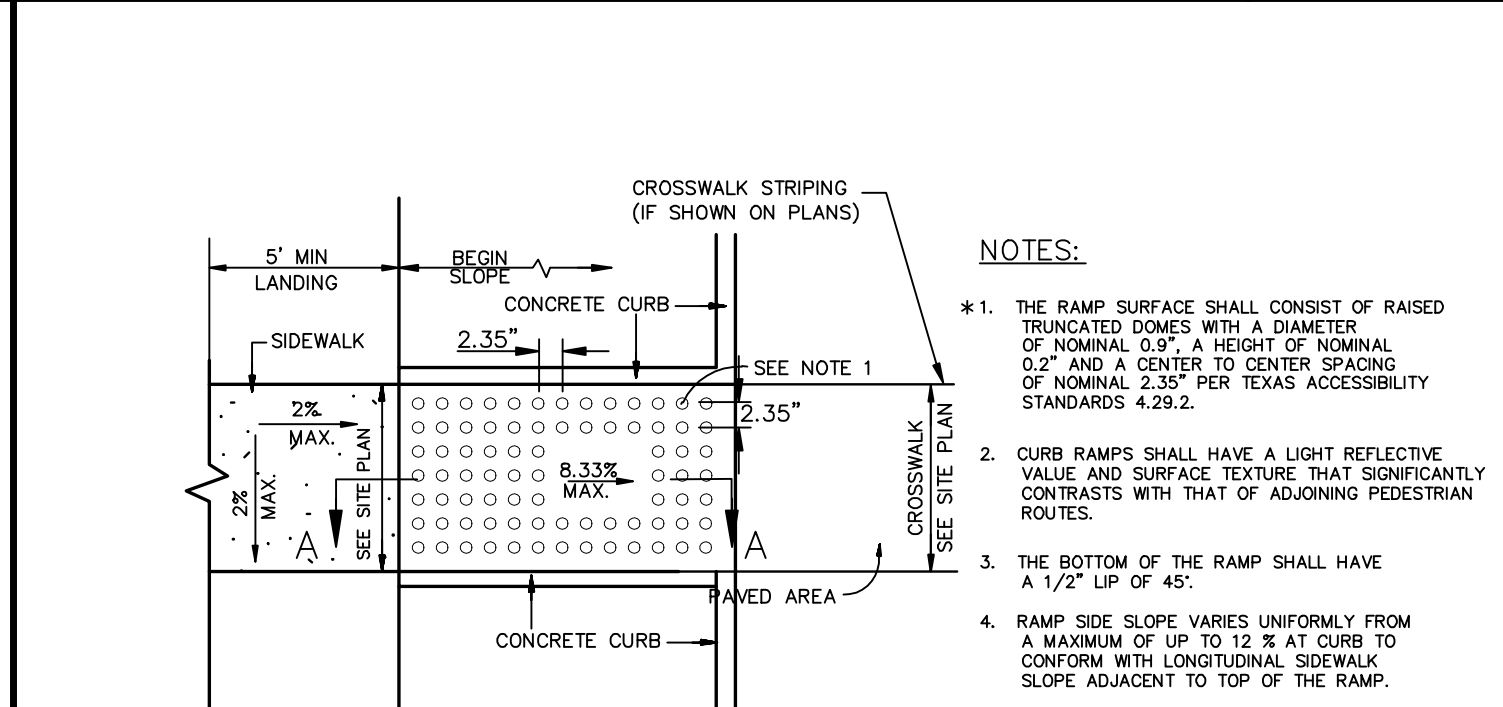 CROSSWALK STRIPING
(IF SHOWN ON PLANS)
5' MIN
LANDING
BEGIN
SLOPE
CONCRETE CURB
SIDEWALK
2.35"
SEE NOTE 1
2.35"
2%
MAX.
2%
MAX.
SEE SITE PLAN
8.33%
MAX.
A
A
CROSSWALK
SEE SITE PLAN
PAVED AREA
CONCRETE CURB
NOTES:
*1. THE RAMP SURFACE SHALL CONSIST OF RAISED
TRUNCATED DOMES WITH A DIAMETER
OF NOMINAL 0.9", A HEIGHT OF NOMINAL
0.2" AND A CENTER TO CENTER SPACING
OF NOMINAL 2.35" PER TEXAS ACCESSIBILITY
STANDARDS 4.29.2.
2. CURB RAMPS SHALL HAVE A LIGHT REFLECTIVE
VALUE AND SURFACE TEXTURE THAT SIGNIFICANTLY
CONTRASTS WITH THAT OF ADJOINING PEDESTRIAN
ROUTES.
3. THE BOTTOM OF THE RAMP SHALL HAVE
A 1/2" LIP OF 45°.
4. RAMP SIDE SLOPE VARIES UNIFORMLY FROM
A MAXIMUM OF UP TO 12 % AT CURB TO
CONFORM WITH LONGITUDINAL SIDEWALK
SLOPE ADJACENT TO TOP OF THE RAMP.